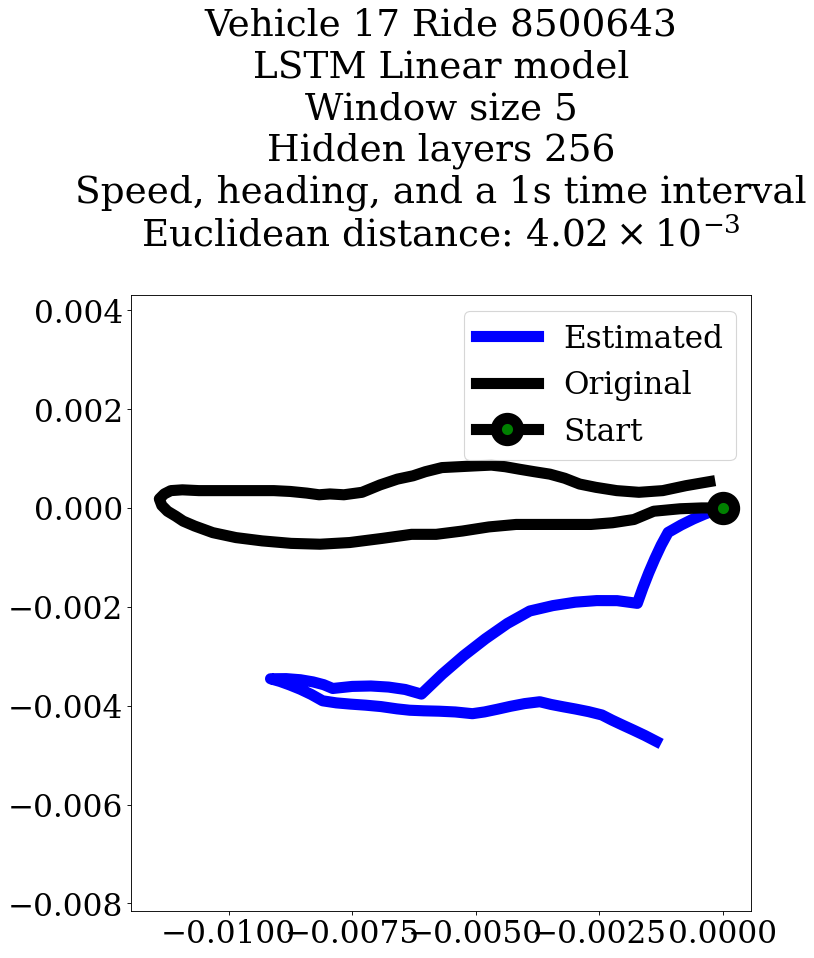 Vehicle 17 Ride 8500643
LSTM Linear model
Window size 5
Hidden layers 256
Speed, heading, and a 1s time interval
Euclidean distance: 4.02 × 10⁻³
Estimated
Original
Start
0.004
0.002
0.000
−0.002
−0.004
−0.006
−0.008
−0.0100 −0.0075 −0.0050 −0.0025 0.0000